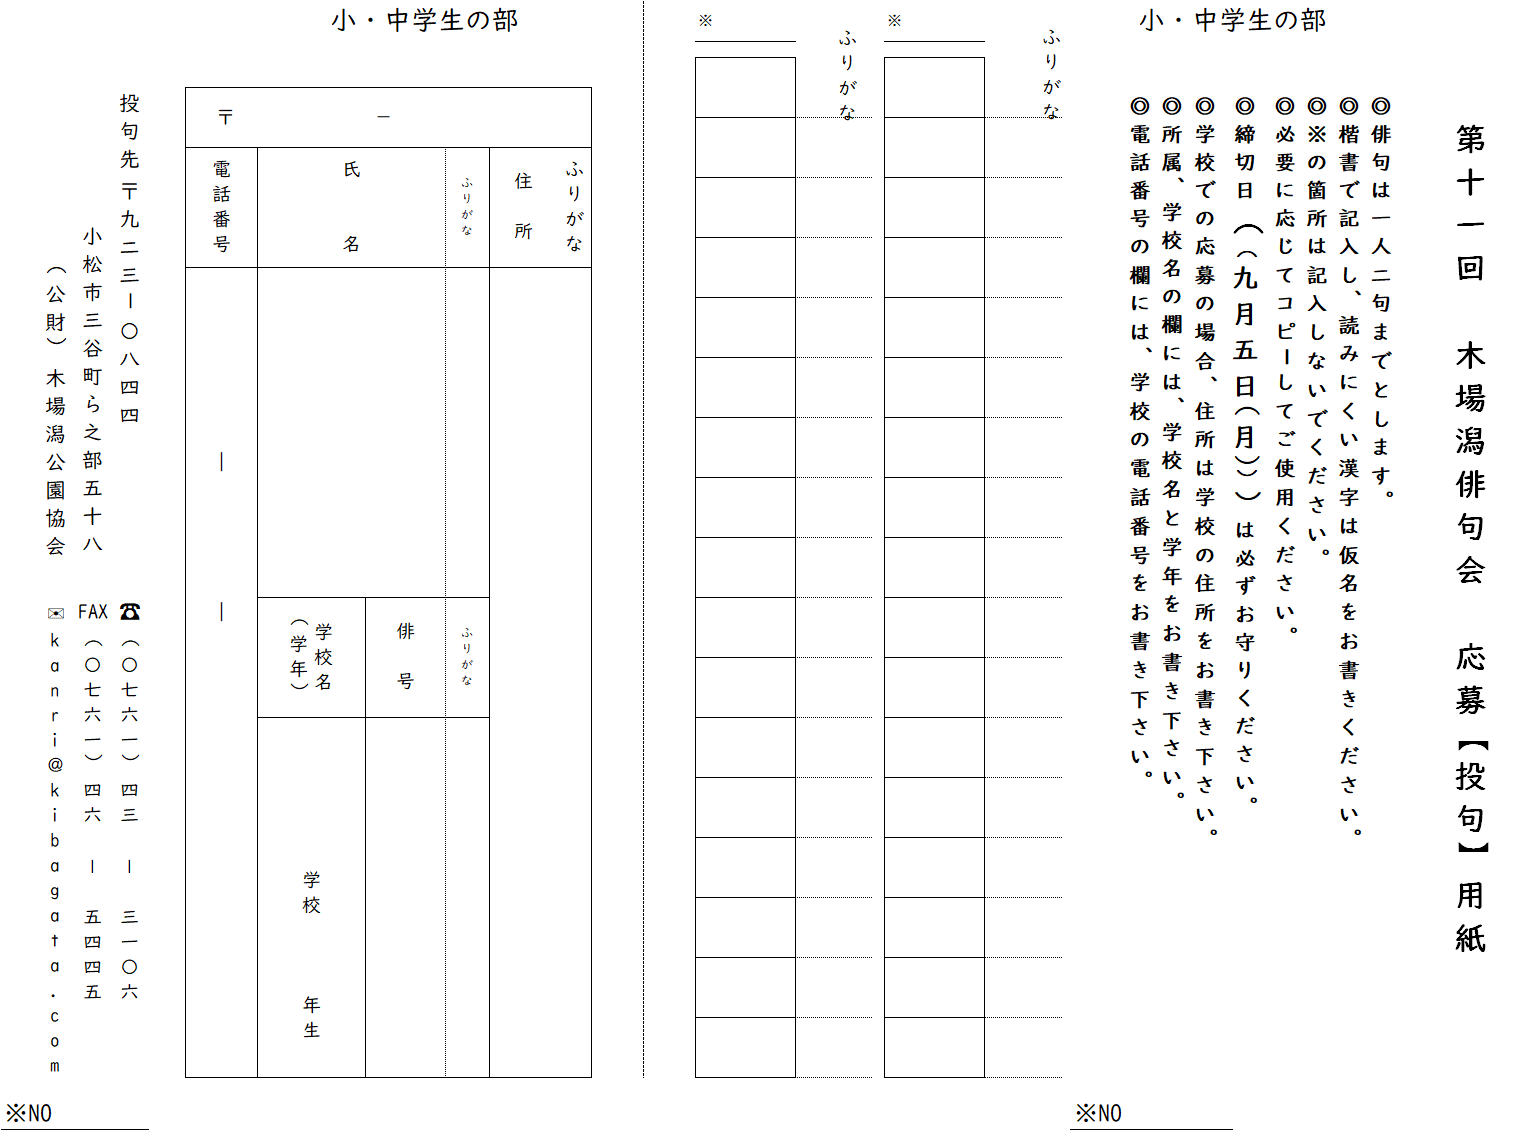 小・中学生の部
第十一回　木場潟俳句会　応募【投句】用紙
◎俳句は一人二句までとします。
◎楷書で記入し、読みにくい漢字は仮名をお書きください。
◎※の箇所は記入しないでください。
◎必要に応じてコピーしてご使用ください。
◎締切日（（九月五日（月)））は必ずお守りください。
◎学校での応募の場合、住所は学校の住所をお書き下さい。
◎所属、学校名の欄には、学校名と学年をお書き下さい。
◎電話番号の欄には、学校の電話番号をお書き下さい。
※NO
ふりがな
※
ふりがな
※
小・中学生の部
〒　－
ふりがな
住所
ふりがな
氏名
電話番号
｜
｜
ふりがな
俳号
学校名
（学年）
学校　年生
投句先〒九二三ー〇八四四
小松市三谷町ら之部五十八
（公財）木場潟公園協会
☎（〇七六一）四三ー三一〇六
FAX（〇七六一）四六ー五四四五
✉kanri@kibagata.com
※NO